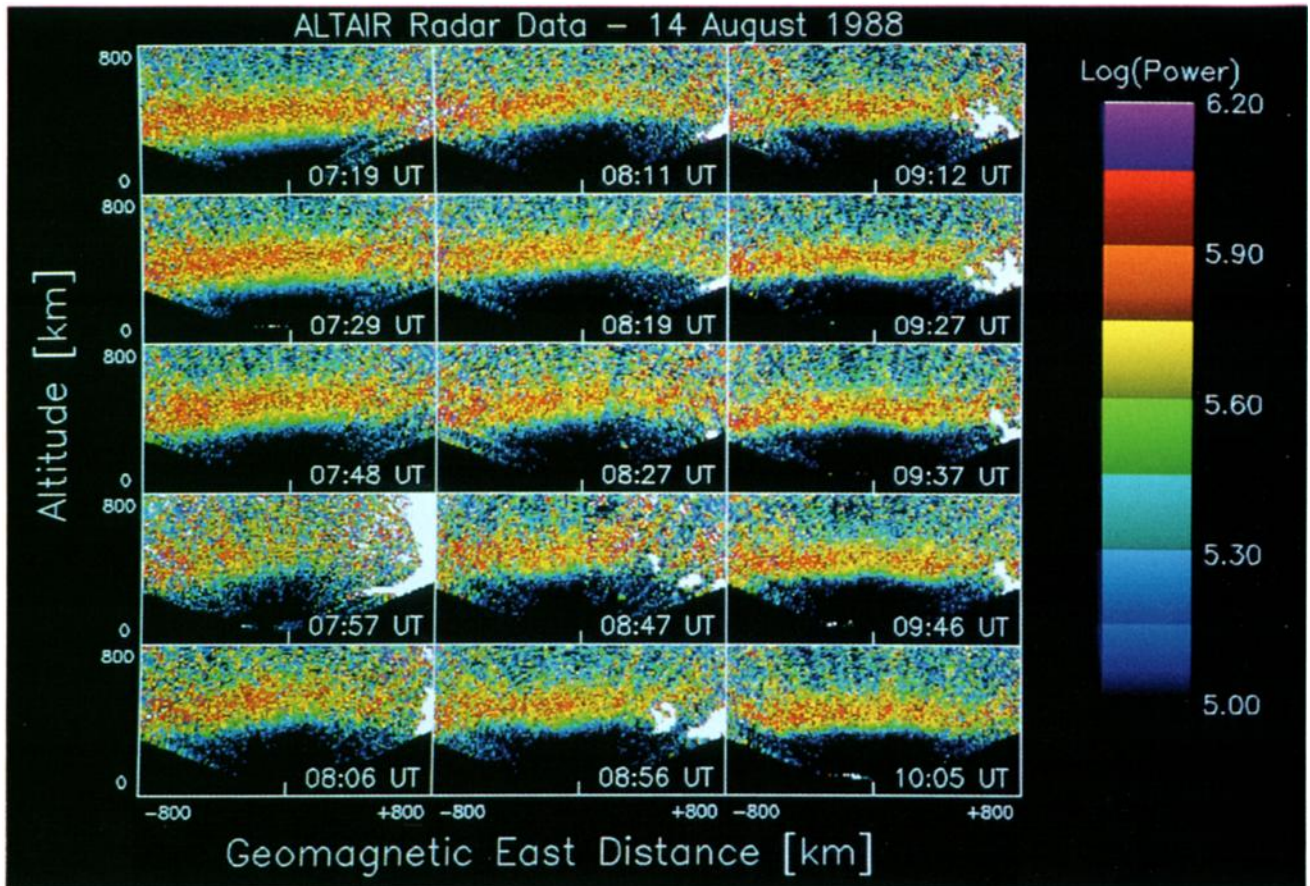 ALTAIR Radar Data – 14 August 1988
800
0
07:19 UT
08:11 UT
09:12 UT
800
0
07:29 UT
08:19 UT
09:27 UT
800
0
07:48 UT
08:27 UT
09:37 UT
800
0
07:57 UT
08:47 UT
09:46 UT
800
0
08:06 UT
08:56 UT
10:05 UT
-800 +800 -800 +800 -800 +800
Geomagnetic East Distance [km]
Altitude [km]
Log(Power)
6.20
5.90
5.60
5.30
5.00